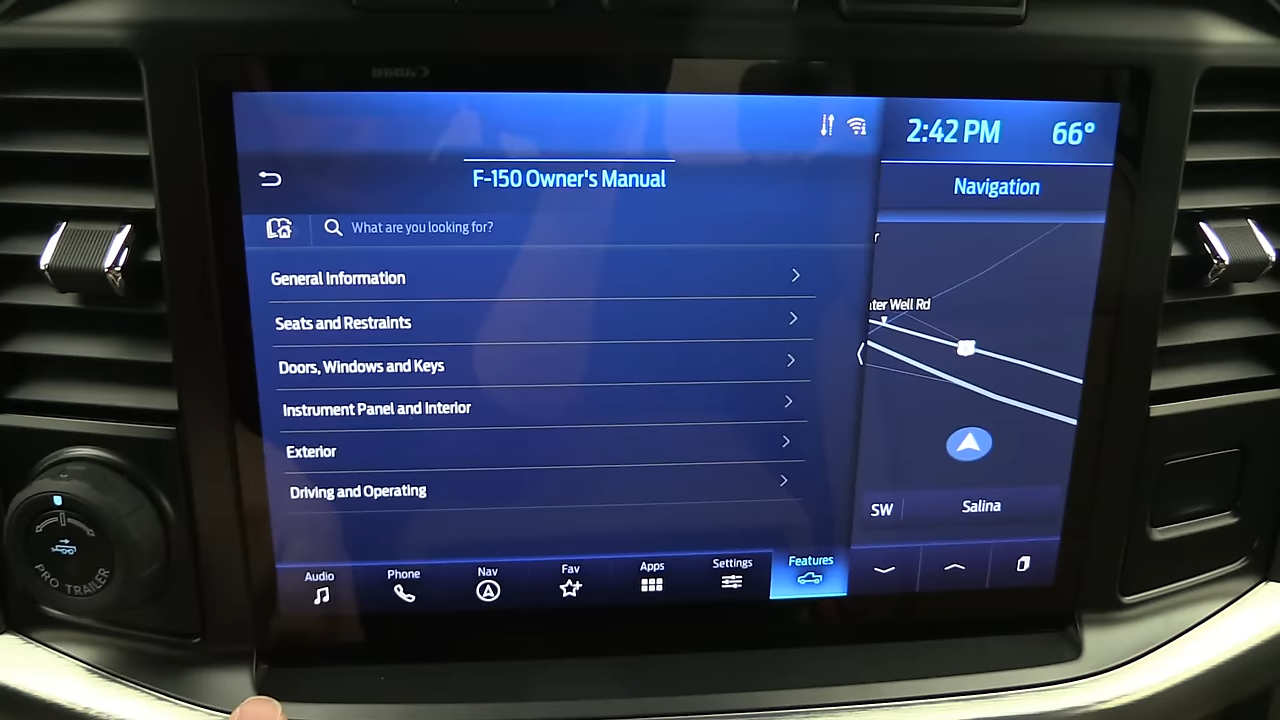 Canon
2:42 PM 66°
F-150 Owner's Manual
Navigation
What are you looking for?
General Information
Seats and Restraints
Doors, Windows and Keys
Instrument Panel and Interior
Exterior
Driving and Operating
r
ter Well Rd
SW Salina
Audio Phone Nav Fav Apps Settings Features
PRO TRAILER